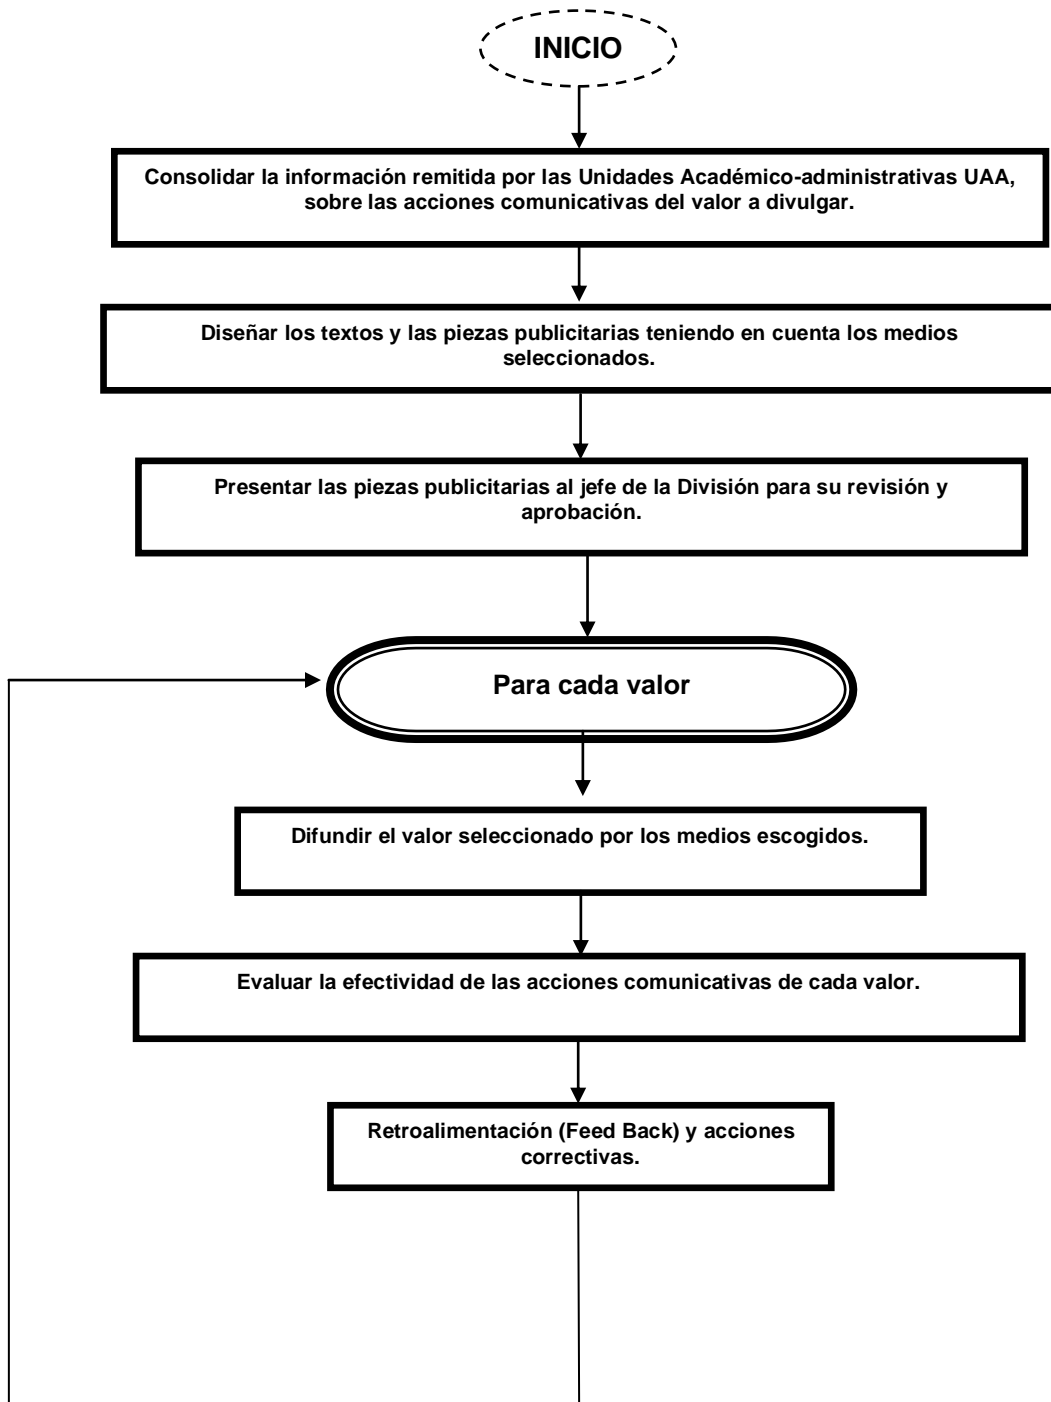 INICIO
Consolidar la información remitida por las Unidades Académico-administrativas UAA,
sobre las acciones comunicativas del valor a divulgar.
Diseñar los textos y las piezas publicitarias teniendo en cuenta los medios
seleccionados.
Presentar las piezas publicitarias al jefe de la División para su revisión y
aprobación.
Para cada valor
Difundir el valor seleccionado por los medios escogidos.
Evaluar la efectividad de las acciones comunicativas de cada valor.
Retroalimentación (Feed Back) y acciones
correctivas.